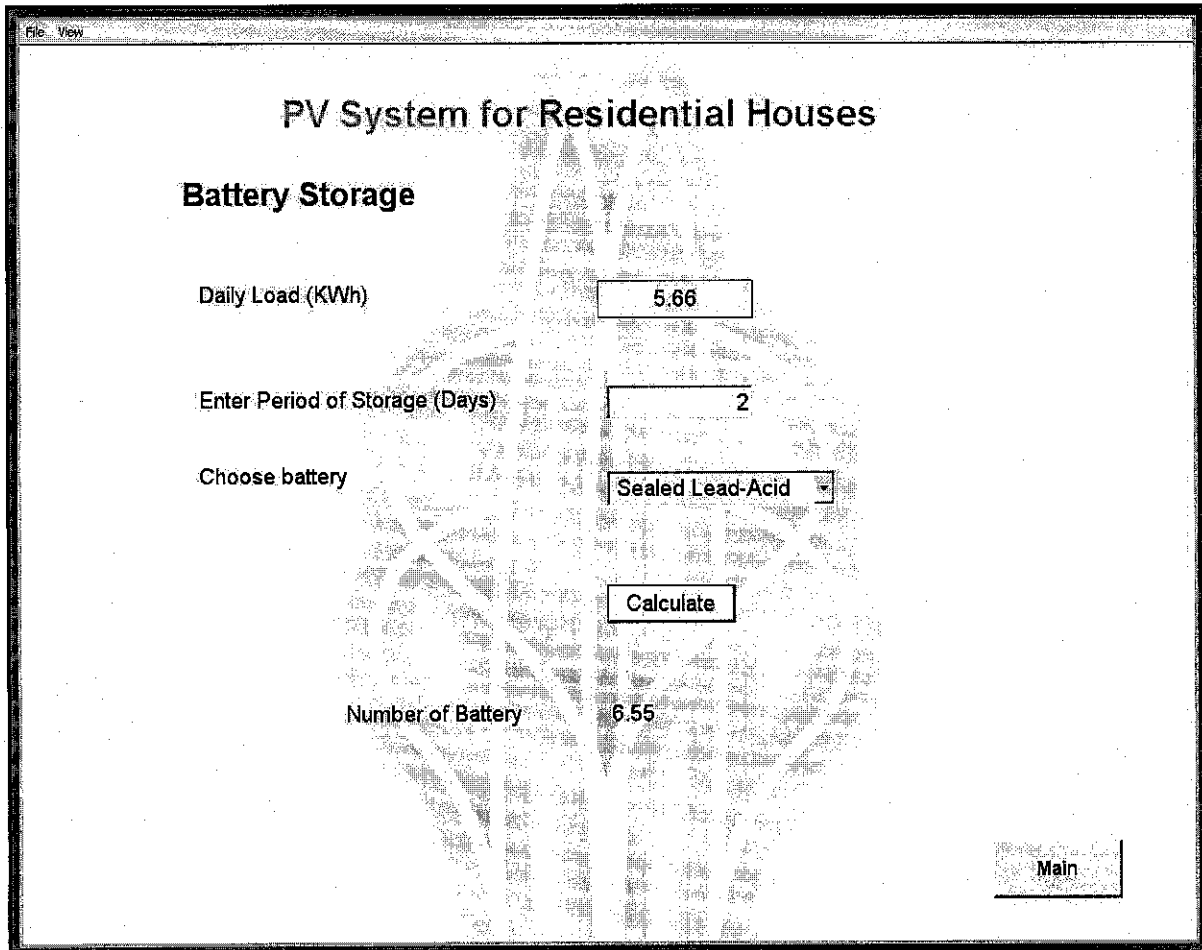 File View
PV System for Residential Houses
Battery Storage
Daily Load (KWh) 5.66
Enter Period of Storage (Days) 2
Choose battery Sealed Lead-Acid
Calculate
Number of Battery 6.55
Main